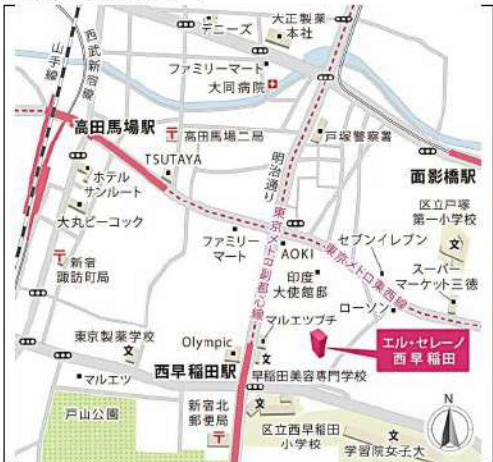 デニーズ
大正製薬
本社
山手線
西武新宿線
ファミリーマート
大同病院
高田馬場駅
高田馬場二局
戸塚警察署
明治通り
面影橋駅
TSUTAYA
ホテル
サンルート
大丸ピーコック
区立戸塚
第一小学校
ファミリー
マート
AOKI
セブンイレブン
東京メトロ副都心線
東京メトロ東西線
新宿
諏訪町局
印度
大使館邸
スーパー
マーケット三徳
ローソン
マルエツプチ
東京製薬学校
文
Olympic
エル・セレーノ
西早稲田
マルエツ
西早稲田駅
早稲田美容専門学校
戸山公園
新宿北
郵便局
区立西早稲田
小学校
学習院女子大
N